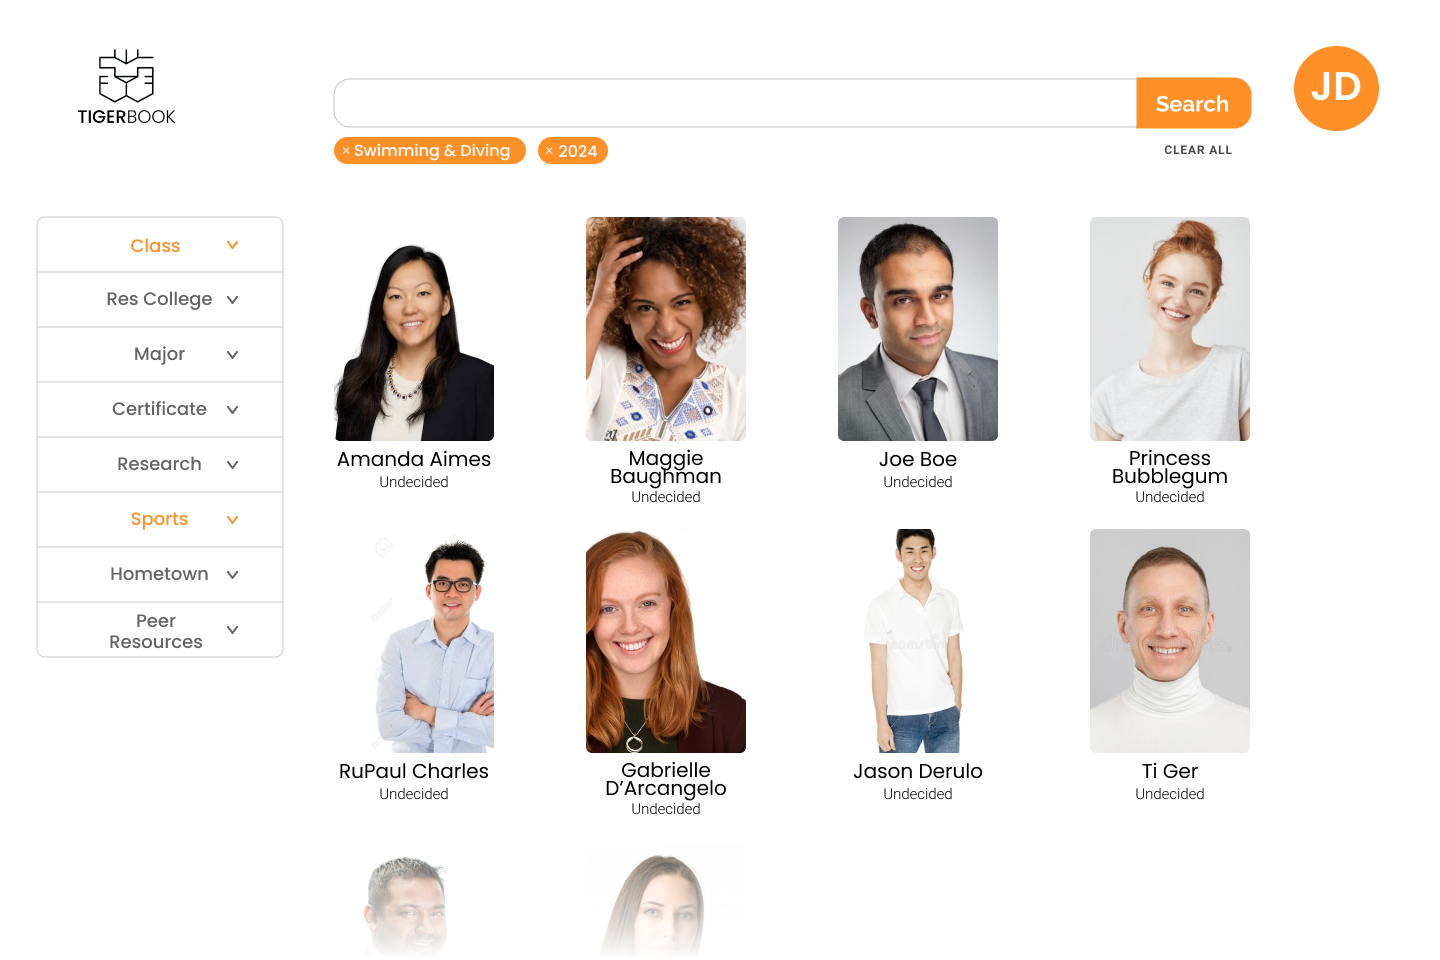 TIGERBOOK
Search
JD
× Swimming & Diving
× 2024
CLEAR ALL
Class
Res College
Major
Certificate
Research
Sports
Hometown
Peer
Resources
Amanda Aimes
Undecided
Maggie
Baughman
Undecided
Joe Boe
Undecided
Princess
Bubblegum
Undecided
RuPaul Charles
Undecided
Gabrielle
D’Arcangelo
Undecided
Jason Derulo
Undecided
Ti Ger
Undecided